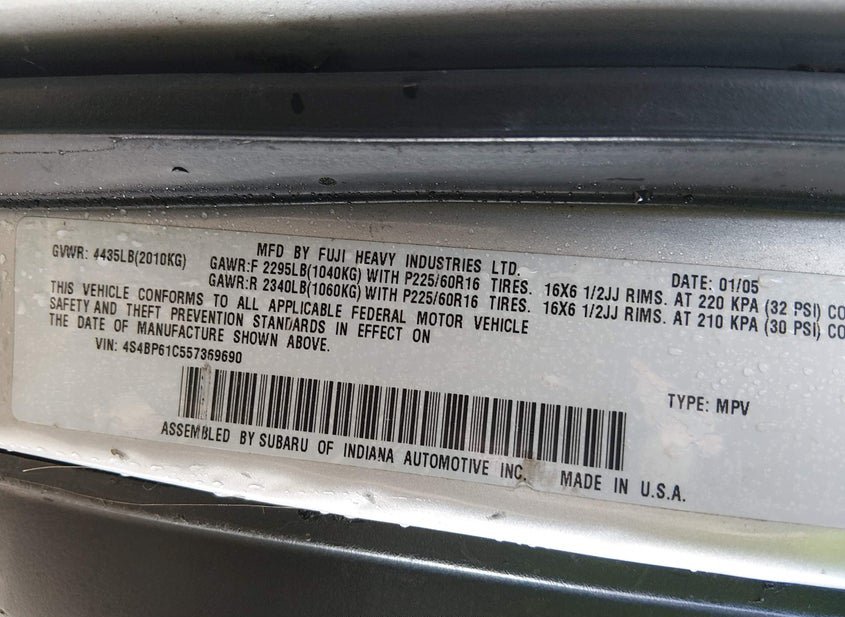 MFD BY FUJI HEAVY INDUSTRIES LTD. DATE: 01/05
GVWR: 4435LB(2010KG) GAWR:F 2295LB(1040KG) WITH P225/60R16 TIRES. 16X6 1/2JJ RIMS. AT 220 KPA (32 PSI) CO
GAWR:R 2340LB(1060KG) WITH P225/60R16 TIRES. 16X6 1/2JJ RIMS. AT 210 KPA (30 PSI) CO
THIS VEHICLE CONFORMS TO ALL APPLICABLE FEDERAL MOTOR VEHICLE
SAFETY AND THEFT PREVENTION STANDARDS IN EFFECT ON
THE DATE OF MANUFACTURE SHOWN ABOVE.
VIN: 4S4BP61C557369690 TYPE: MPV
ASSEMBLED BY SUBARU OF INDIANA AUTOMOTIVE INC. MADE IN U.S.A.